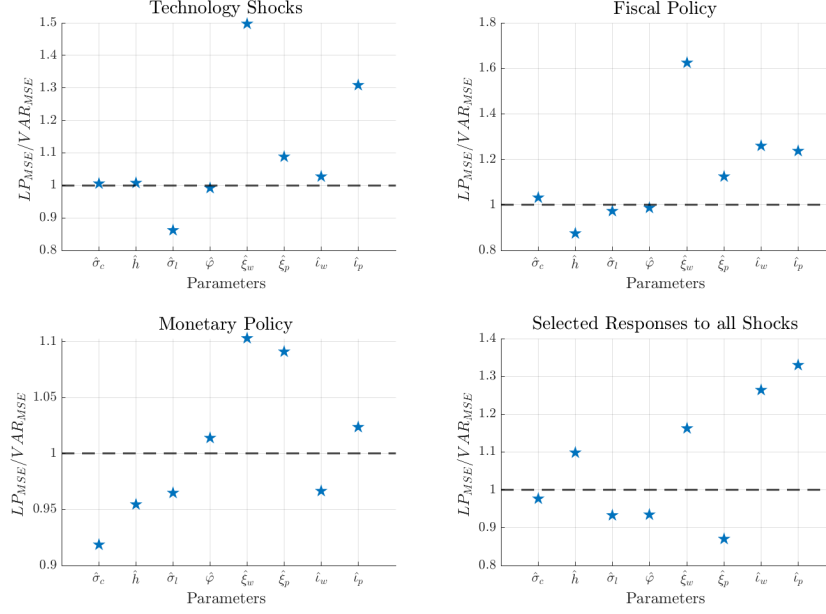 Technology Shocks
LP_MSE/VAR_MSE
1.5
1.4
1.3
1.2
1.1
1
0.9
0.8
σ̂_c ĥ σ̂_l φ̂ ξ̂_w ξ̂_p ι̂_w ι̂_p
Parameters
Fiscal Policy
LP_MSE/VAR_MSE
1.8
1.6
1.4
1.2
1
0.8
σ̂_c ĥ σ̂_l φ̂ ξ̂_w ξ̂_p ι̂_w ι̂_p
Parameters
Monetary Policy
LP_MSE/VAR_MSE
1.1
1.05
1
0.95
0.9
σ̂_c ĥ σ̂_l φ̂ ξ̂_w ξ̂_p ι̂_w ι̂_p
Parameters
Selected Responses to all Shocks
LP_MSE/VAR_MSE
1.4
1.3
1.2
1.1
1
0.9
0.8
σ̂_c ĥ σ̂_l φ̂ ξ̂_w ξ̂_p ι̂_w ι̂_p
Parameters